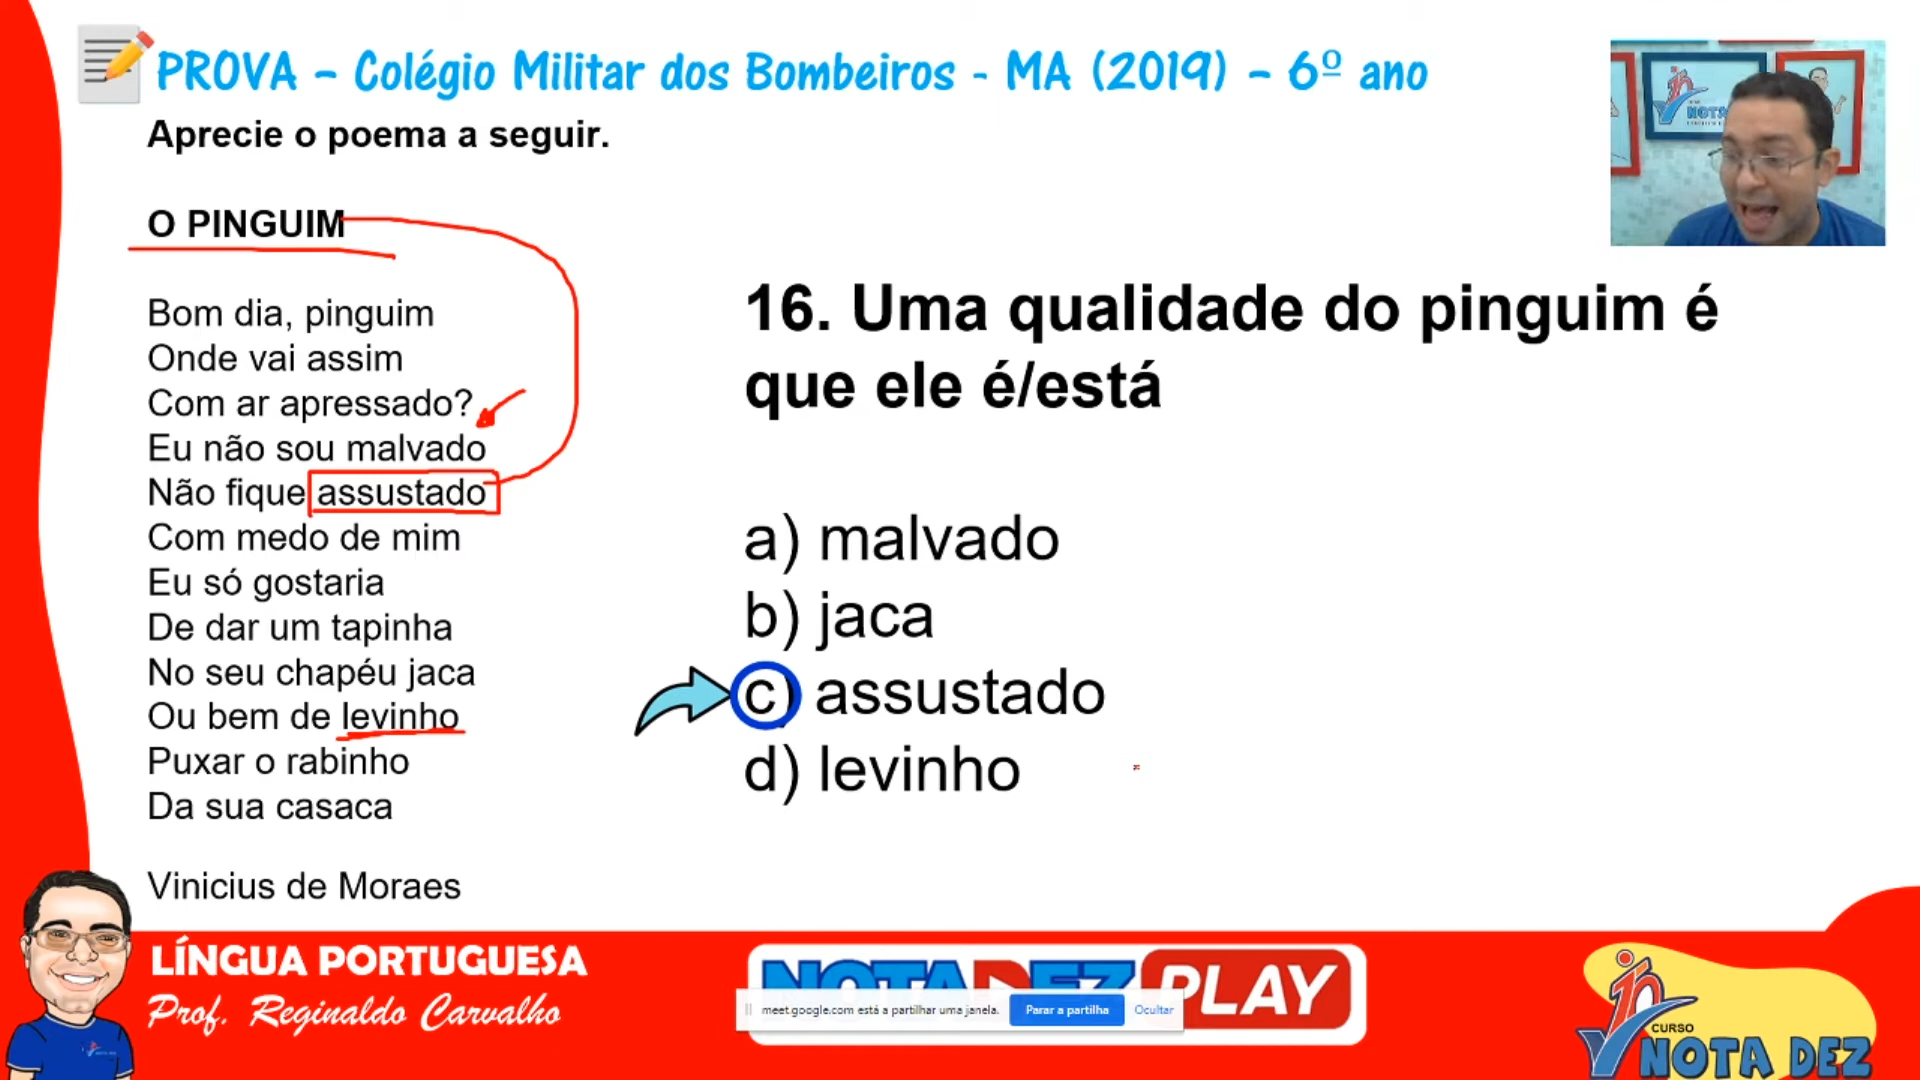 PROVA – Colégio Militar dos Bombeiros - MA (2019) – 6º ano
Aprecie o poema a seguir.
O PINGUIM
Bom dia, pinguim
Onde vai assim
Com ar apressado?
Eu não sou malvado
Não fique assustado
Com medo de mim
Eu só gostaria
De dar um tapinha
No seu chapéu jaca
Ou bem de levinho
Puxar o rabinho
Da sua casaca
Vinicius de Moraes
16. Uma qualidade do pinguim é
que ele é/está
a) malvado
b) jaca
c) assustado
d) levinho
LÍNGUA PORTUGUESA
Prof. Reginaldo Carvalho
NOTA DEZ PLAY
meet.google.com está a partilhar uma janela. Parar a partilha Ocultar
CURSO
NOTA DEZ